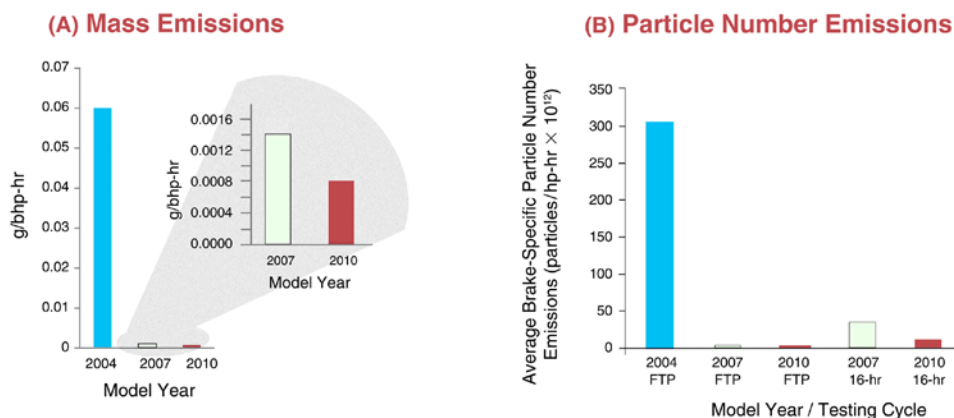 (A) Mass Emissions
0.07
0.06
0.05
0.04
0.03
0.02
0.01
0
g/bhp-hr
2004 2007 2010
Model Year
0.0016
0.0012
0.0008
0.0004
0.0000
g/bhp-hr
2007 2010
Model Year
(B) Particle Number Emissions
Average Brake-Specific Particle Number
Emissions (particles/hp-hr × 10¹²)
350
300
250
200
150
100
50
0
2004 2007 2010 2007 2010
FTP FTP FTP 16-hr 16-hr
Model Year / Testing Cycle